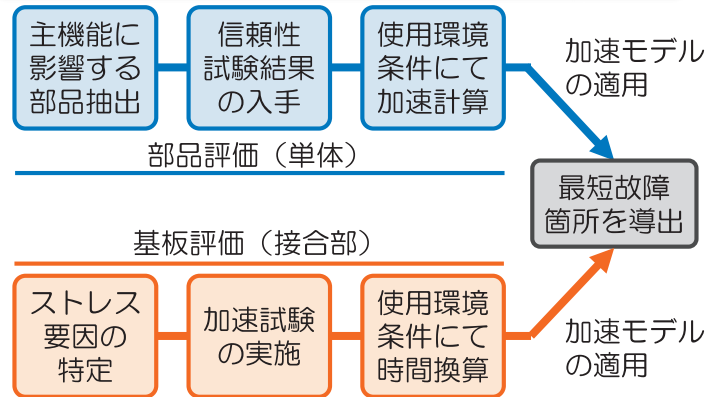 主機能に
影響する
部品抽出
信頼性
試験結果
の入手
使用環境
条件にて
加速計算
加速モデル
の適用
部品評価（単体）
最短故障
箇所を導出
基板評価（接合部）
ストレス
要因の
特定
加速試験
の実施
使用環境
条件にて
時間換算
加速モデル
の適用